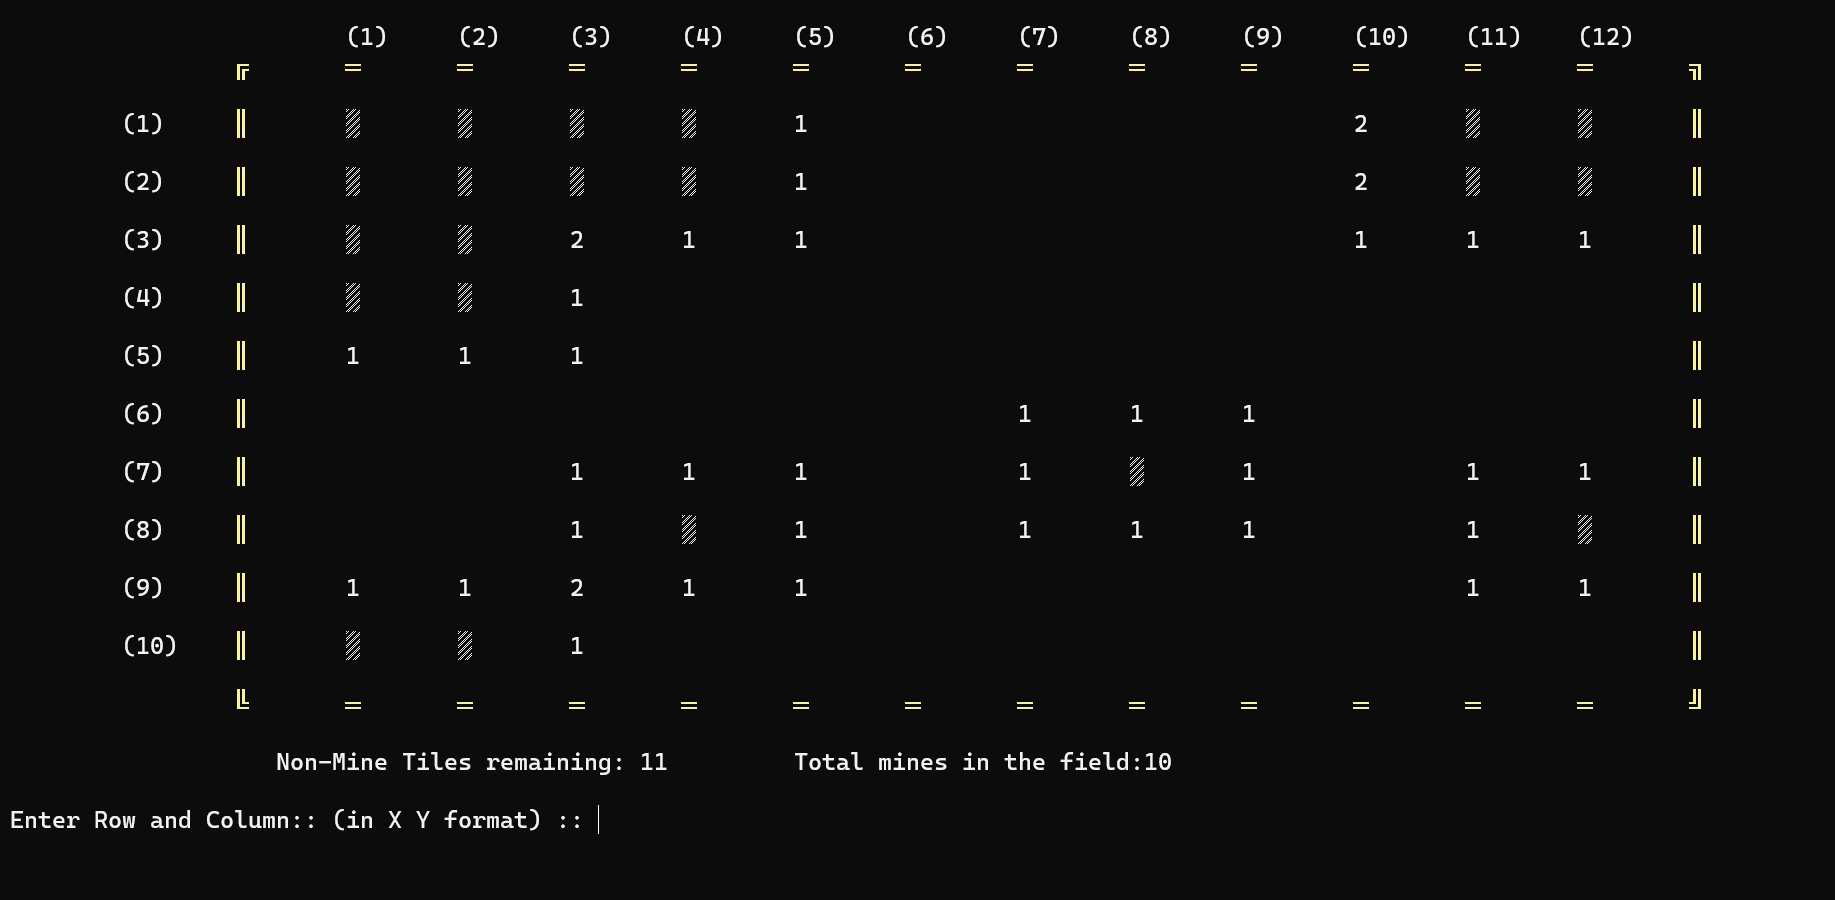 (1) (2) (3) (4) (5) (6) (7) (8) (9) (10) (11) (12)
╔ = = = = = = = = = = = = ╗
(1) ║ ▒ ▒ ▒ ▒ 1 2 ▒ ▒ ║
(2) ║ ▒ ▒ ▒ ▒ 1 2 ▒ ▒ ║
(3) ║ ▒ ▒ 2 1 1 1 1 1 ║
(4) ║ ▒ ▒ 1 ║
(5) ║ 1 1 1 ║
(6) ║ 1 1 1 ║
(7) ║ 1 1 1 1 ▒ 1 1 1 ║
(8) ║ 1 ▒ 1 1 1 1 1 ▒ ║
(9) ║ 1 1 2 1 1 1 1 ║
(10) ║ ▒ ▒ 1 ║
╚ = = = = = = = = = = = = ╝
Non-Mine Tiles remaining: 11 Total mines in the field:10
Enter Row and Column:: (in X Y format) ::